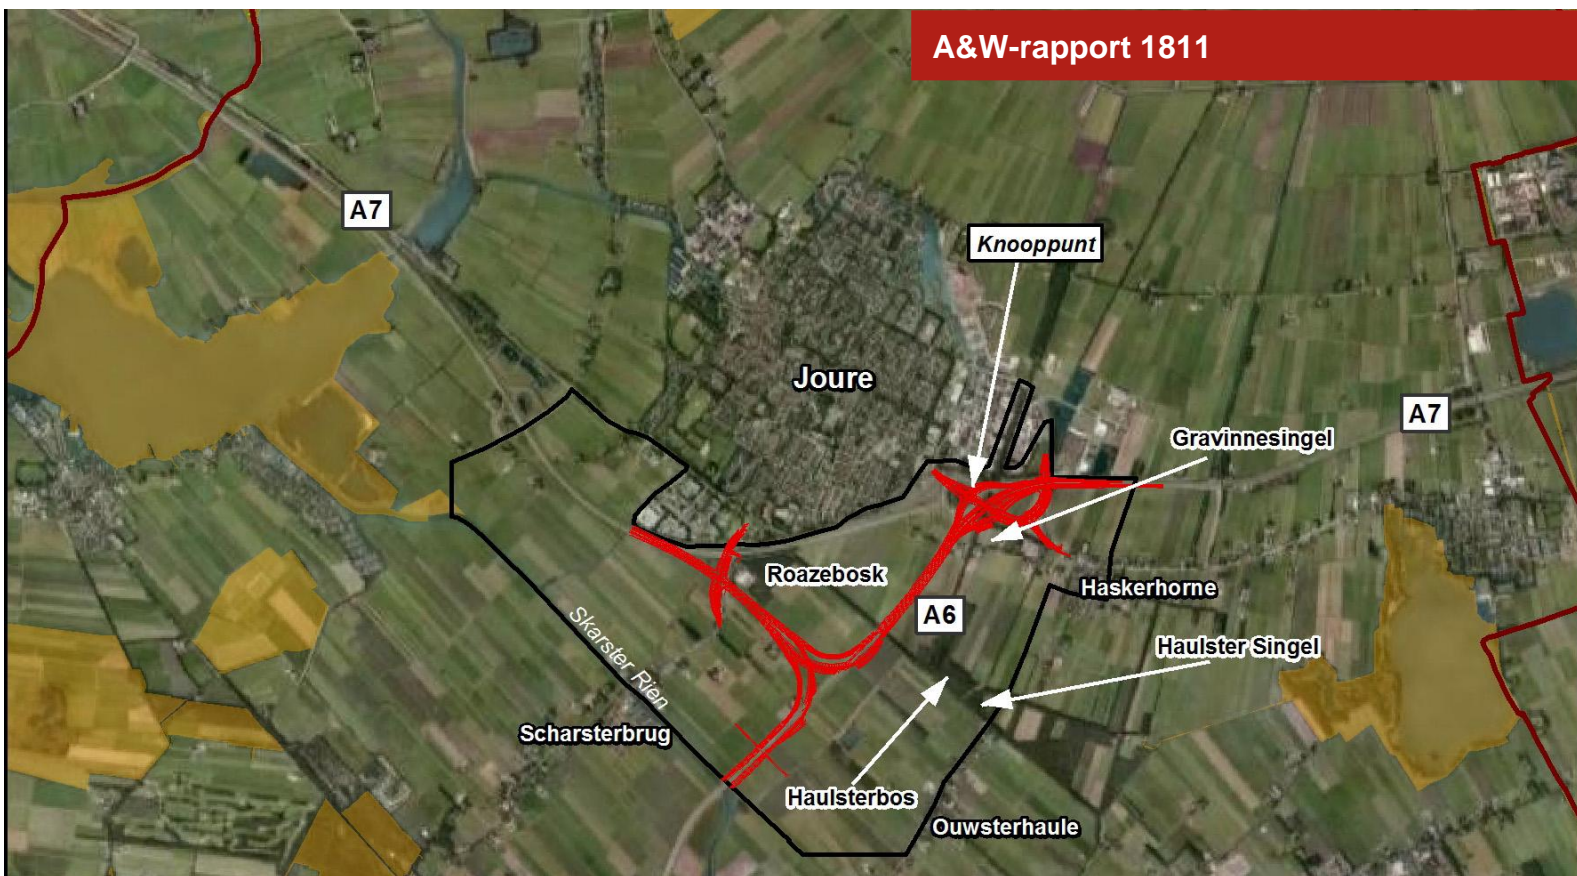 A&W-rapport 1811
A7
Knooppunt
Joure
A7
Gravinnesingel
Roazebosk
Haskerhorne
A6
Skarster Rien
Haulster Singel
Scharsterbrug
Haulsterbos
Ouwsterhaule